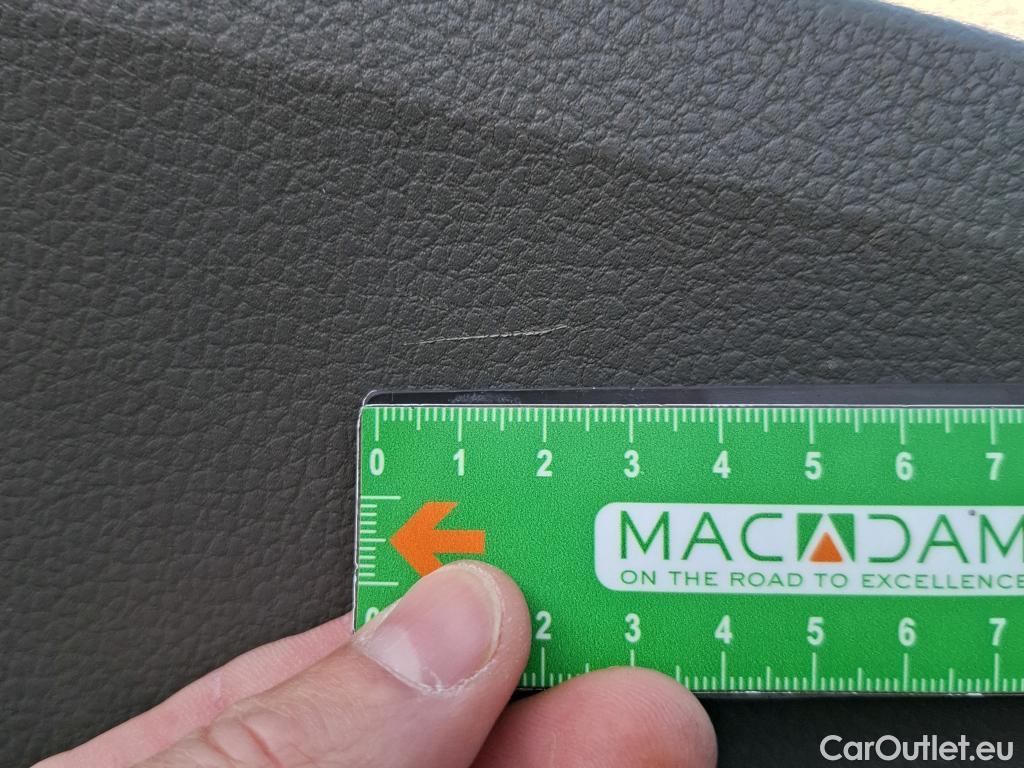 0 1 2 3 4 5 6 7
MACADAM
ON THE ROAD TO EXCELLENCE
2 3 4 5 6 7
CarOutlet.eu